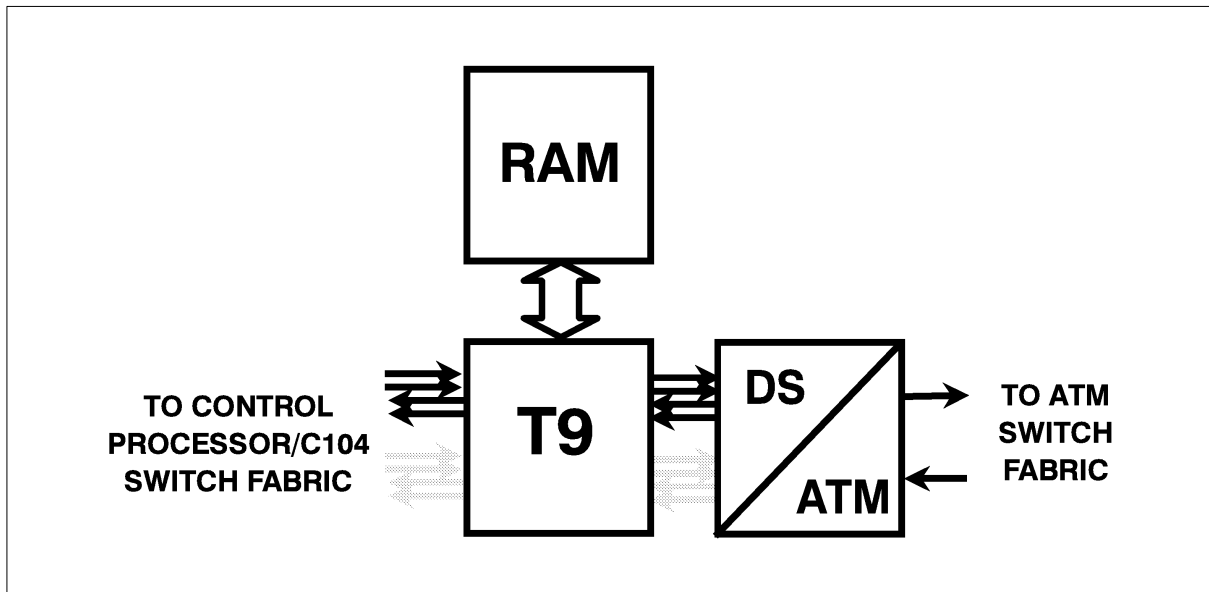 RAM
TO CONTROL
PROCESSOR/C104
SWITCH FABRIC
T9
DS
ATM
TO ATM
SWITCH
FABRIC